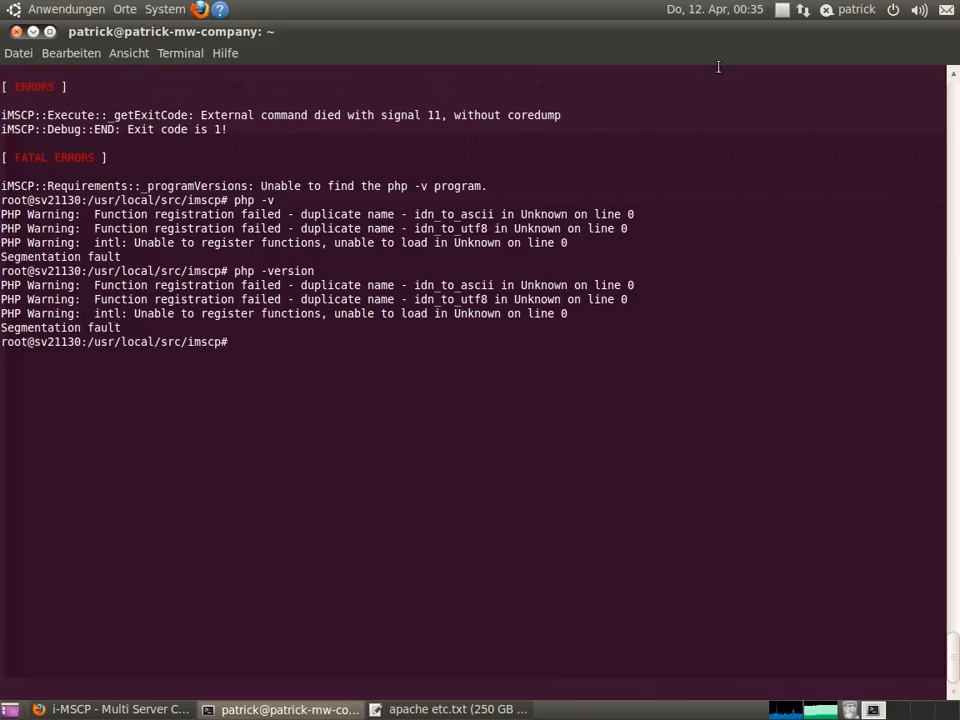 Anwendungen Orte System Do, 12. Apr, 00:35 patrick
patrick@patrick-mw-company: ~
Datei Bearbeiten Ansicht Terminal Hilfe
[ ERRORS ]
iMSCP::Execute::_getExitCode: External command died with signal 11, without coredump
iMSCP::Debug::END: Exit code is 1!
[ FATAL ERRORS ]
iMSCP::Requirements::_programVersions: Unable to find the php -v program.
root@sv21130:/usr/local/src/imscp# php -v
PHP Warning:  Function registration failed - duplicate name - idn_to_ascii in Unknown on line 0
PHP Warning:  Function registration failed - duplicate name - idn_to_utf8 in Unknown on line 0
PHP Warning:  intl: Unable to register functions, unable to load in Unknown on line 0
Segmentation fault
root@sv21130:/usr/local/src/imscp# php -version
PHP Warning:  Function registration failed - duplicate name - idn_to_ascii in Unknown on line 0
PHP Warning:  Function registration failed - duplicate name - idn_to_utf8 in Unknown on line 0
PHP Warning:  intl: Unable to register functions, unable to load in Unknown on line 0
Segmentation fault
root@sv21130:/usr/local/src/imscp#
i-MSCP - Multi Server C... patrick@patrick-mw-co... apache etc.txt (250 GB ...